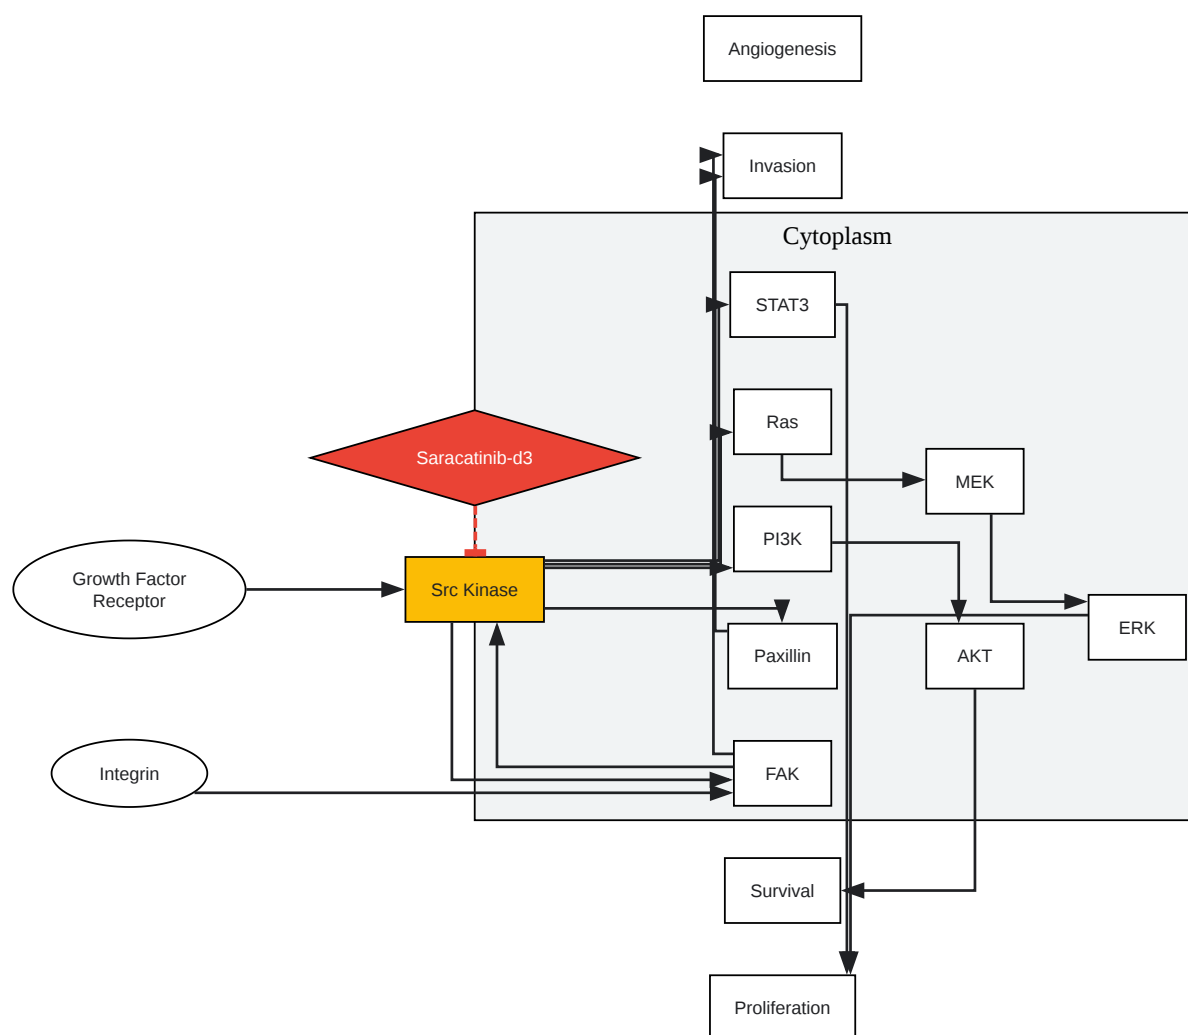 Angiogenesis
Invasion
Cytoplasm
STAT3
Ras
Saracatinib-d3
MEK
PI3K
Growth Factor
Receptor
Src Kinase
ERK
Paxillin
AKT
Integrin
FAK
Survival
Proliferation